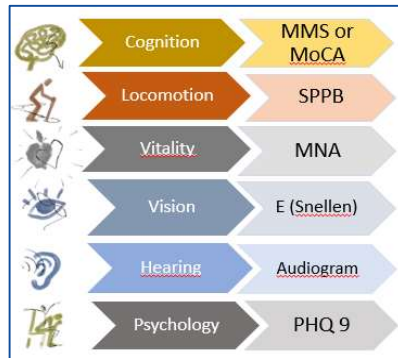 Cognition
MMS or
MoCA
Locomotion
SPPB
Vitality
MNA
Vision
E (Snellen)
Hearing
Audiogram
Psychology
PHQ 9